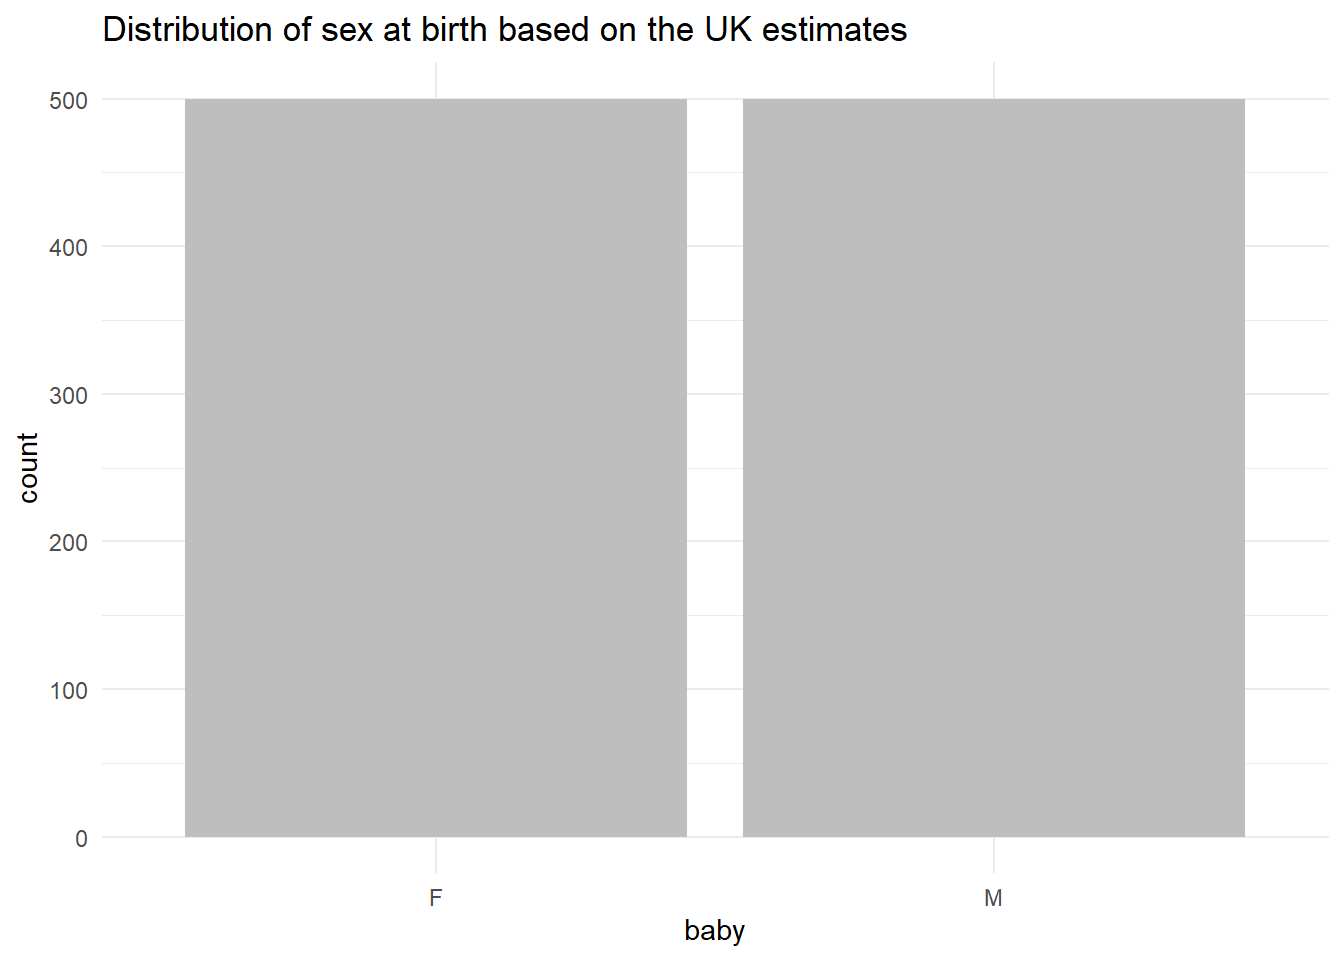 Distribution of sex at birth based on the UK estimates
500
400
300
200
100
0
count
F
M
baby